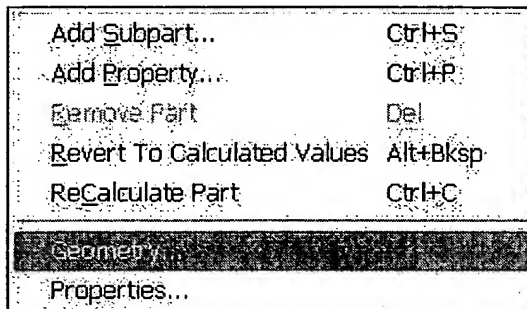 Add Subpart... Ctrl+S
Add Property... Ctrl+P
Remove Part Del
Revert To Calculated Values Alt+Bksp
ReCalculate Part Ctrl+C
Geometry...
Properties...